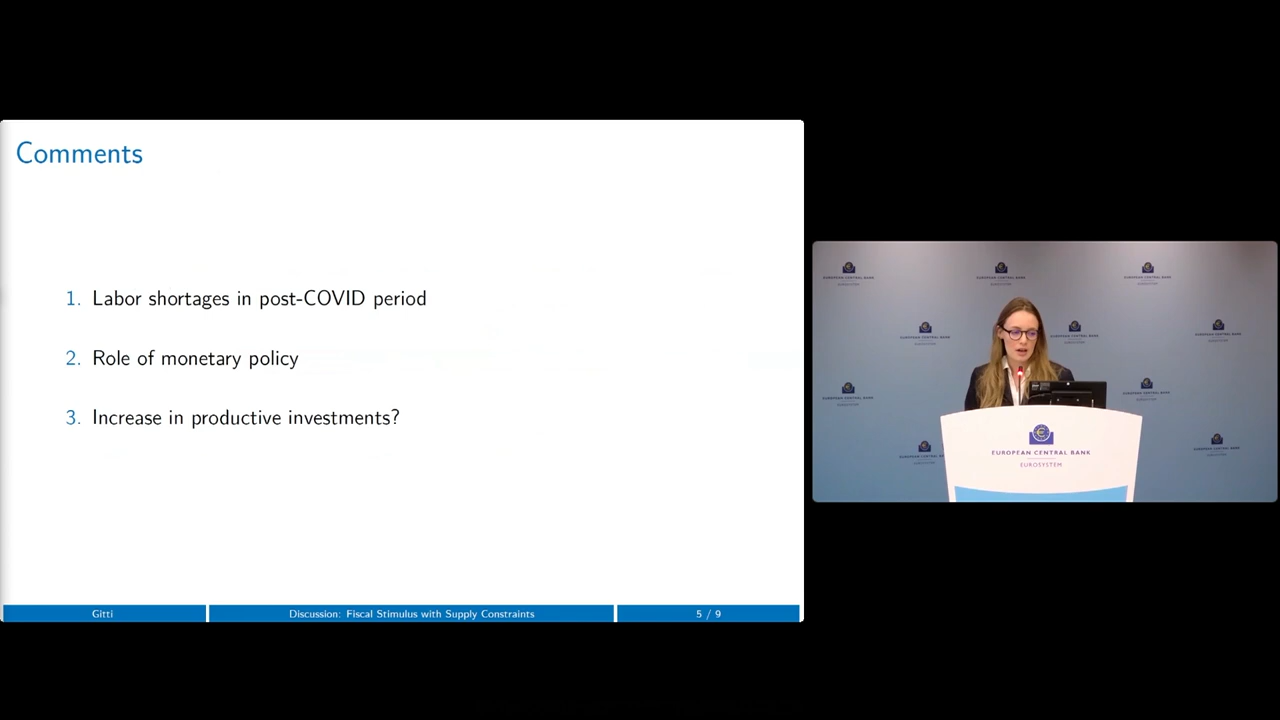 Comments
1. Labor shortages in post-COVID period
2. Role of monetary policy
3. Increase in productive investments?
Gitti
Discussion: Fiscal Stimulus with Supply Constraints
5 / 9
EUROPEAN CENTRAL BANK
EUROSYSTEM